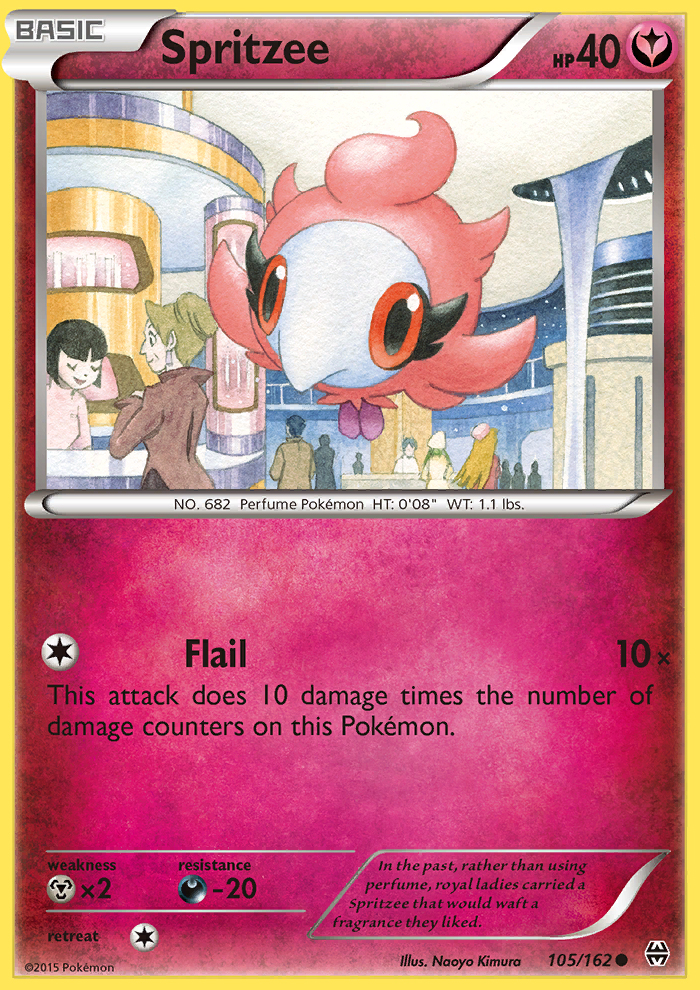 BASIC
Spritzee
HP40
NO. 682 Perfume Pokémon HT: 0'08" WT: 1.1 lbs.
Flail
10×
This attack does 10 damage times the number of
damage counters on this Pokémon.
weakness
×2
resistance
-20
retreat
In the past, rather than using
perfume, royal ladies carried a
Spritzee that would waft a
fragrance they liked.
©2015 Pokémon
Illus. Naoyo Kimura
105/162